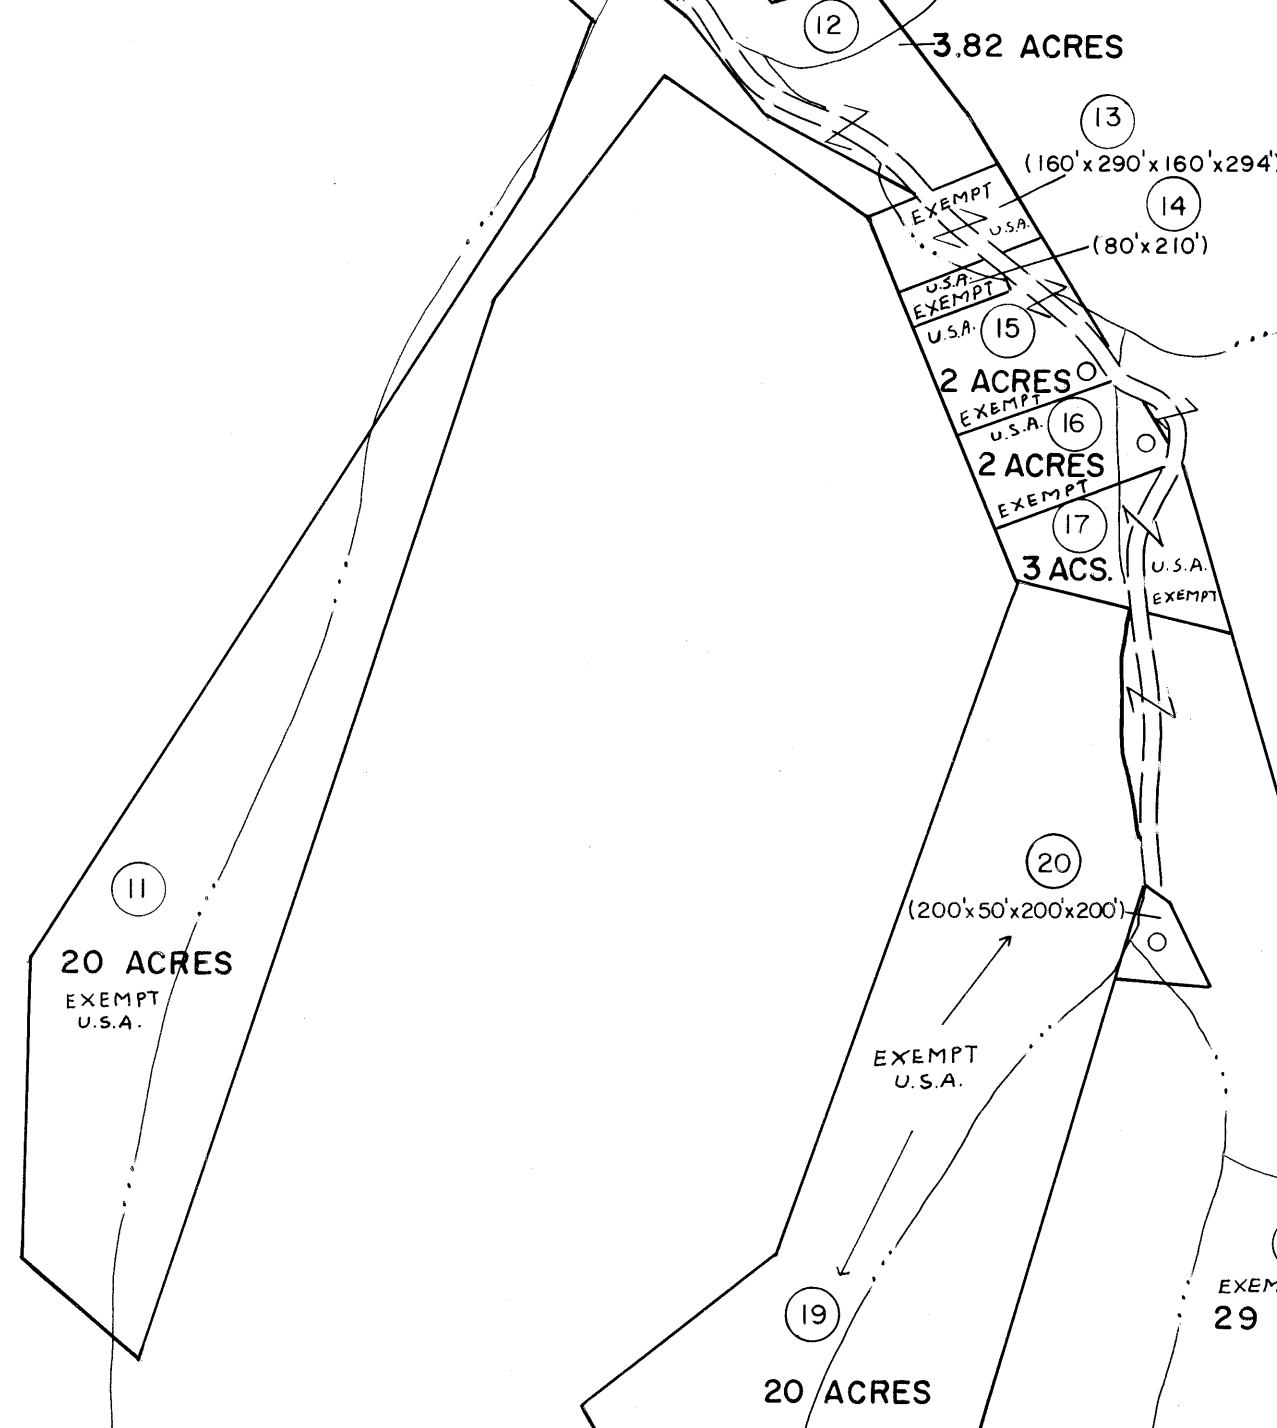 12
3.82 ACRES
13
(160'x290'x160'x294')
14
(80'x210')
EXEMPT
U.S.A.
U.S.A.
EXEMPT
U.S.A.
15
2 ACRES
EXEMPT
U.S.A.
16
2 ACRES
EXEMPT
17
3 ACS.
U.S.A.
EXEMPT
20
(200'x50'x200'x200')
11
20 ACRES
EXEMPT
U.S.A.
EXEMPT
U.S.A.
19
20 ACRES
EXEM
29